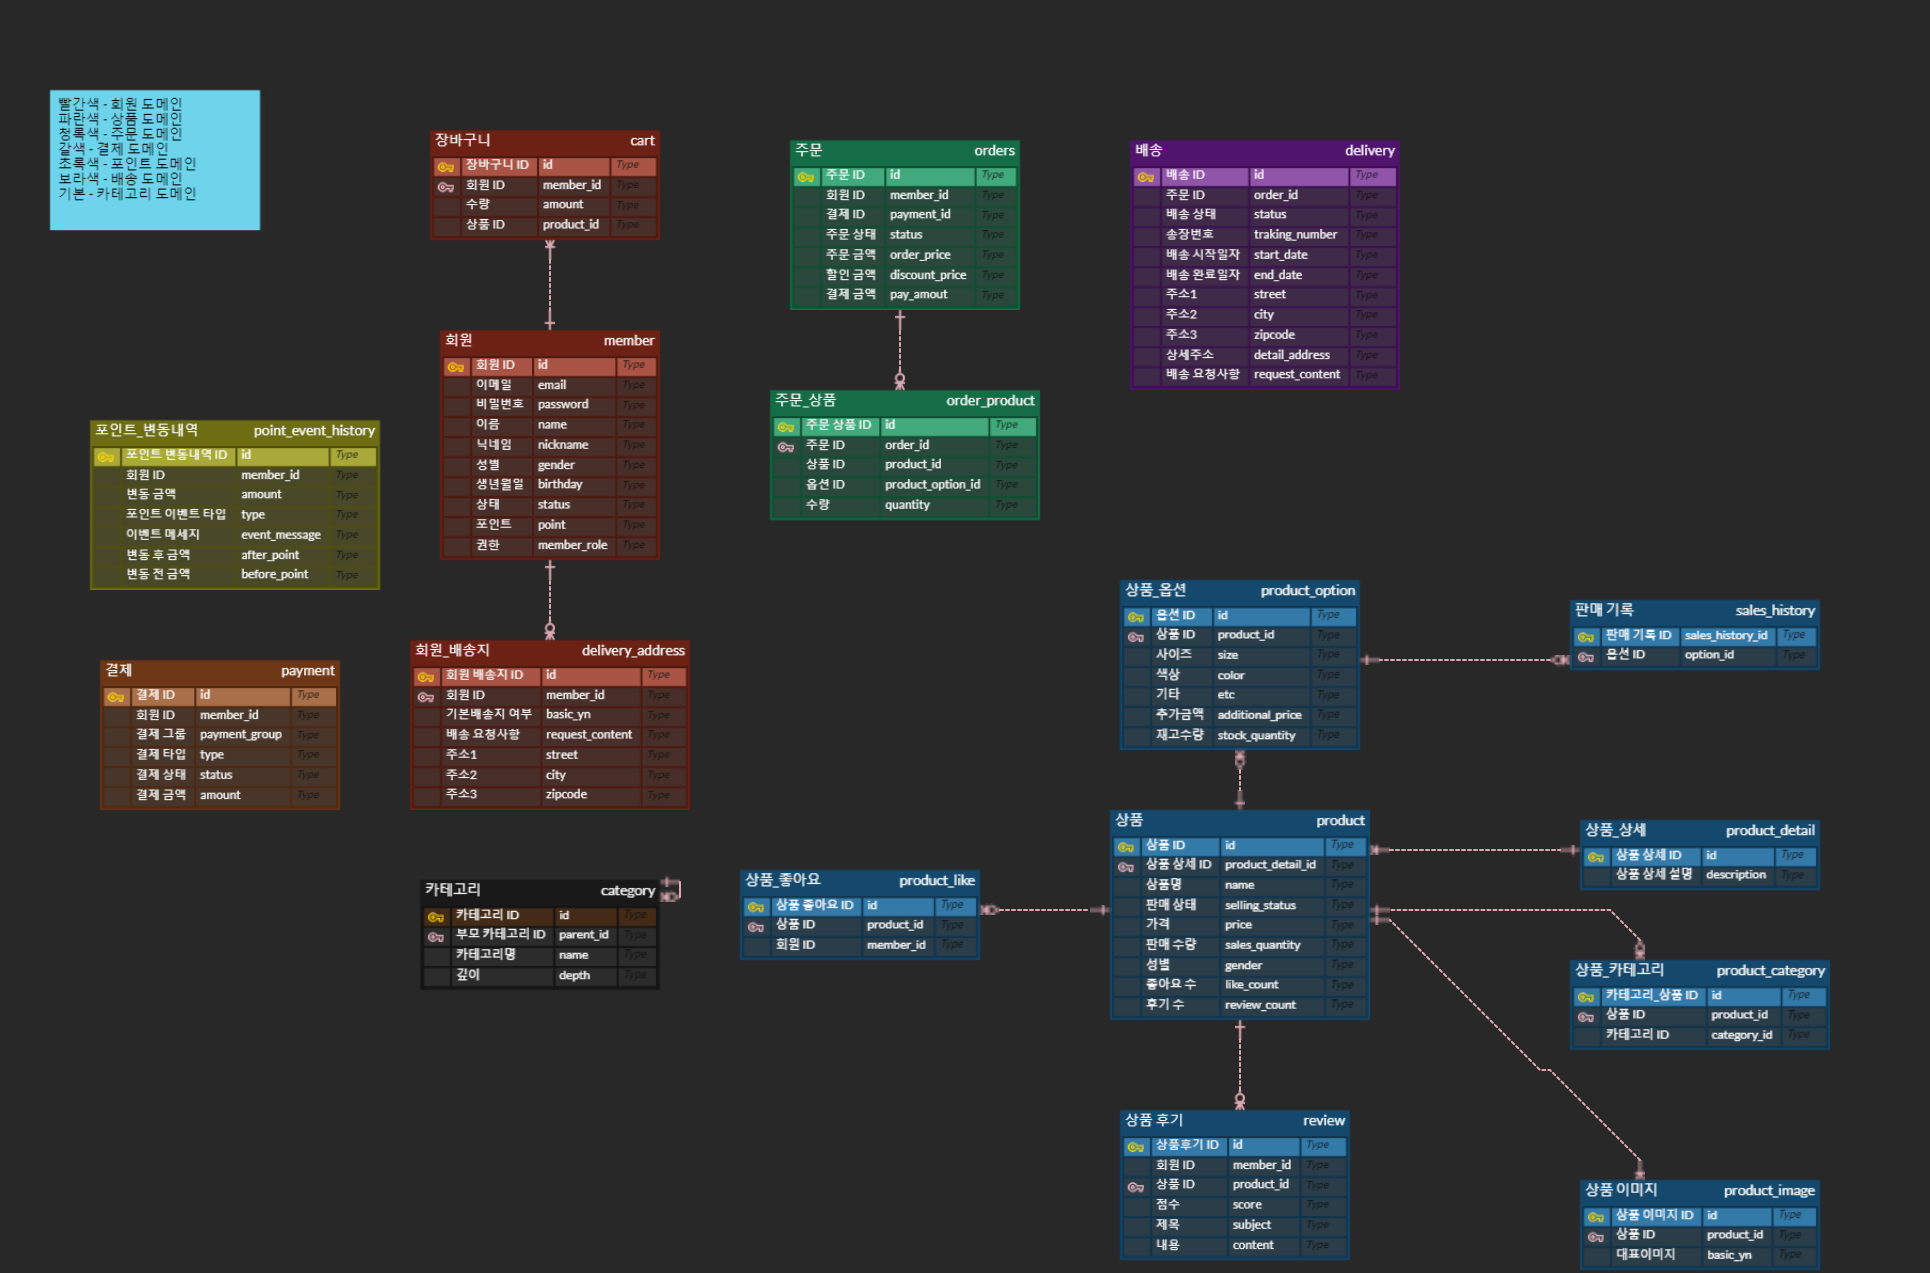 빨간색 - 회원 도메인
파란색 - 상품 도메인
청록색 - 주문 도메인
갈색 - 결제 도메인
초록색 - 포인트 도메인
보라색 - 배송 도메인
기본 - 카테고리 도메인
장바구니 cart
장바구니 ID id Type
회원 ID member_id Type
수량 amount Type
상품 ID product_id Type
주문 orders
주문 ID id Type
회원 ID member_id Type
결제 ID payment_id Type
주문 상태 status Type
주문 금액 order_price Type
할인 금액 discount_price Type
결제 금액 pay_amout Type
배송 delivery
배송 ID id Type
주문 ID order_id Type
배송 상태 status Type
송장번호 traking_number Type
배송 시작일자 start_date Type
배송 완료일자 end_date Type
주소1 street Type
주소2 city Type
주소3 zipcode Type
상세주소 detail_address Type
배송 요청사항 request_content Type
회원 member
회원 ID id Type
이메일 email Type
비밀번호 password Type
이름 name Type
닉네임 nickname Type
성별 gender Type
생년월일 birthday Type
상태 status Type
포인트 point Type
권한 member_role Type
주문_상품 order_product
주문 상품 ID id Type
주문 ID order_id Type
상품 ID product_id Type
옵션 ID product_option_id Type
수량 quantity Type
포인트_변동내역 point_event_history
포인트 변동내역 ID id Type
회원 ID member_id Type
변동 금액 amount Type
포인트 이벤트 타입 type Type
이벤트 메세지 event_message Type
변동 후 금액 after_point Type
변동 전 금액 before_point Type
상품_옵션 product_option
옵션 ID id Type
상품 ID product_id Type
사이즈 size Type
색상 color Type
기타 etc Type
추가금액 additional_price Type
재고수량 stock_quantity Type
판매 기록 sales_history
판매 기록 ID sales_history_id Type
옵션 ID option_id Type
결제 payment
결제 ID id Type
회원 ID member_id Type
결제 그룹 payment_group Type
결제 타입 type Type
결제 상태 status Type
결제 금액 amount Type
회원_배송지 delivery_address
회원 배송지 ID id Type
회원 ID member_id Type
기본배송지 여부 basic_yn Type
배송 요청사항 request_content Type
주소1 street Type
주소2 city Type
주소3 zipcode Type
상품 product
상품 ID id Type
상품 상세 ID product_detail_id Type
상품명 name Type
판매 상태 selling_status Type
가격 price Type
판매 수량 sales_quantity Type
성별 gender Type
좋아요 수 like_count Type
후기 수 review_count Type
상품_상세 product_detail
상품 상세 ID id Type
상품 상세 설명 description Type
카테고리 category
카테고리 ID id Type
부모 카테고리 ID parent_id Type
카테고리명 name Type
깊이 depth Type
상품_좋아요 product_like
상품 좋아요 ID id Type
상품 ID product_id Type
회원 ID member_id Type
상품_카테고리 product_category
카테고리_상품 ID id Type
상품 ID product_id Type
카테고리 ID category_id Type
상품 후기 review
상품후기 ID id Type
회원 ID member_id Type
상품 ID product_id Type
점수 score Type
제목 subject Type
내용 content Type
상품 이미지 product_image
상품 이미지 ID id Type
상품 ID product_id Type
대표이미지 basic_yn Type